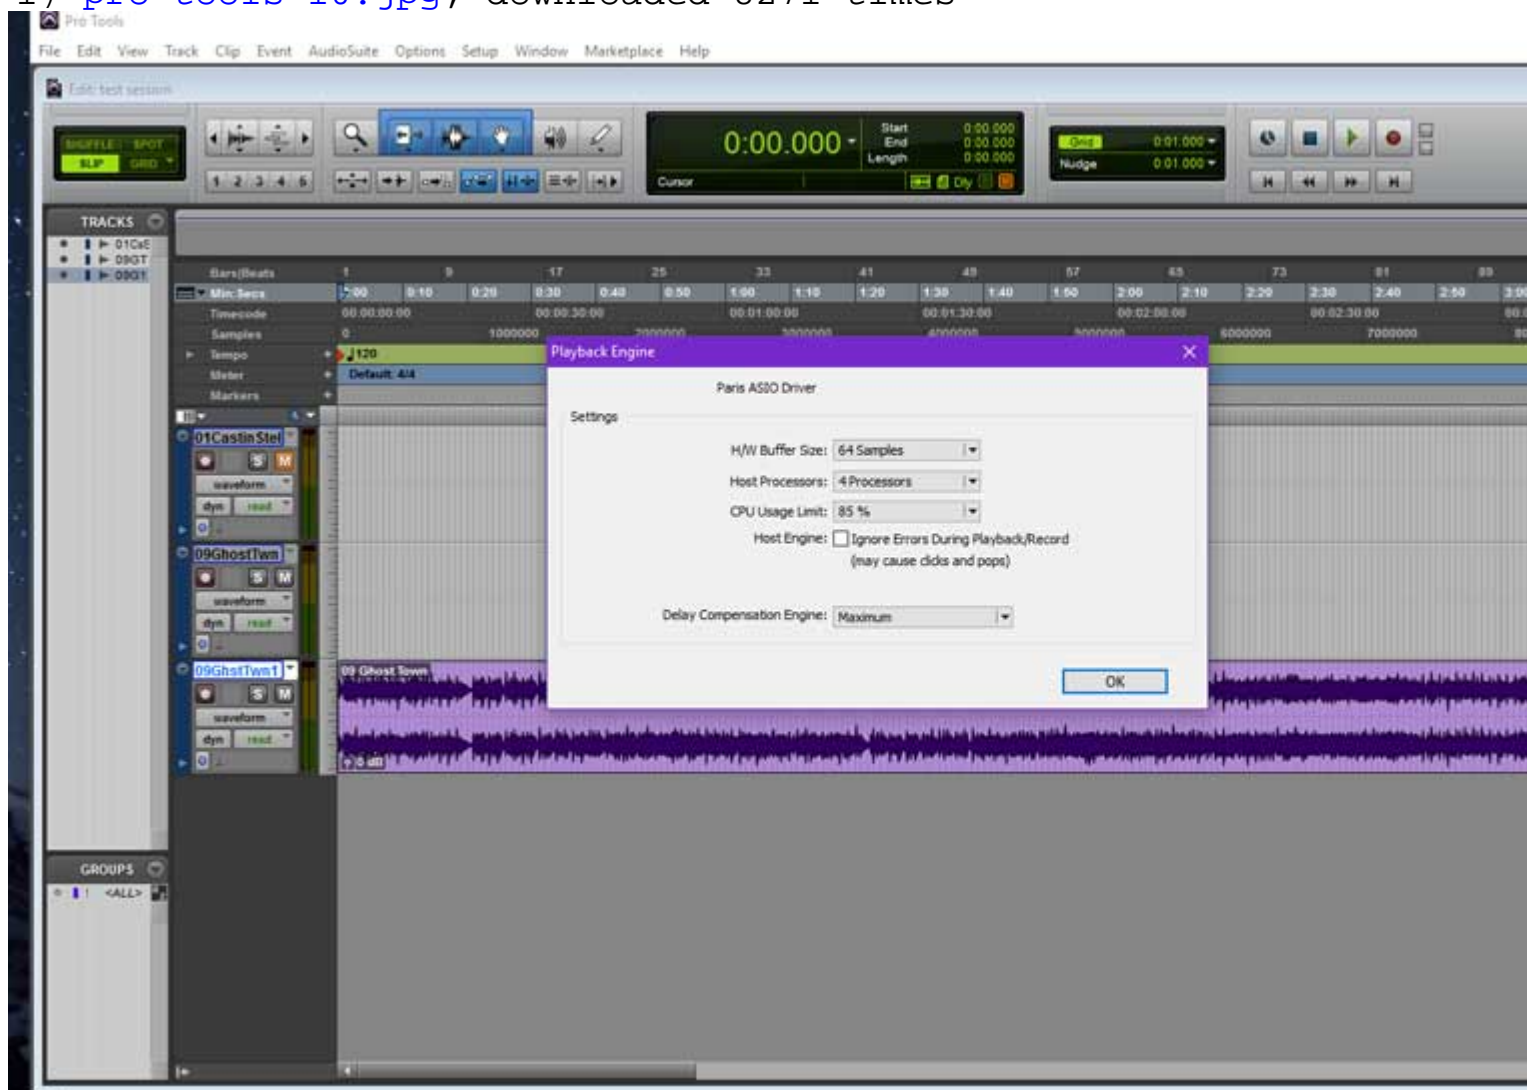 Pro Tools
File Edit View Track Clip Event AudioSuite Options Setup Window Marketplace Help
Edit: test session
SHUFFLE SPOT
SLIP GRID
1 2 3 4 5
0:00.000
Start 0:00.000
End 0:00.000
Length 0:00.000
Cursor
Dly
Grid 0:01.000
Nudge 0:01.000
TRACKS
01CsS
09GT
09GT
Bars|Beats 1 9 17 25 33 41 49 57 65 73 81 89
Min:Secs 0:00 0:10 0:20 0:30 0:40 0:50 1:00 1:10 1:20 1:30 1:40 1:50 2:00 2:10 2:20 2:30 2:40 2:50 3:00
Timecode 00:00:00:00 00:00:30:00 00:01:00:00 00:01:30:00 00:02:00:00 00:02:30:00
Samples 0 1000000 2000000 3000000 4000000 5000000 6000000 7000000
Tempo 120
Meter Default: 4/4
Markers
01CastinStel
S M
waveform
dyn read
09GhostTwn
S M
waveform
dyn read
09GhstTwn1
S M
waveform
dyn read
09 Ghost Town
0 dB
Playback Engine
Paris ASIO Driver
Settings
H/W Buffer Size: 64 Samples
Host Processors: 4 Processors
CPU Usage Limit: 85 %
Host Engine: Ignore Errors During Playback/Record
(may cause clicks and pops)
Delay Compensation Engine: Maximum
OK
GROUPS
! <ALL>